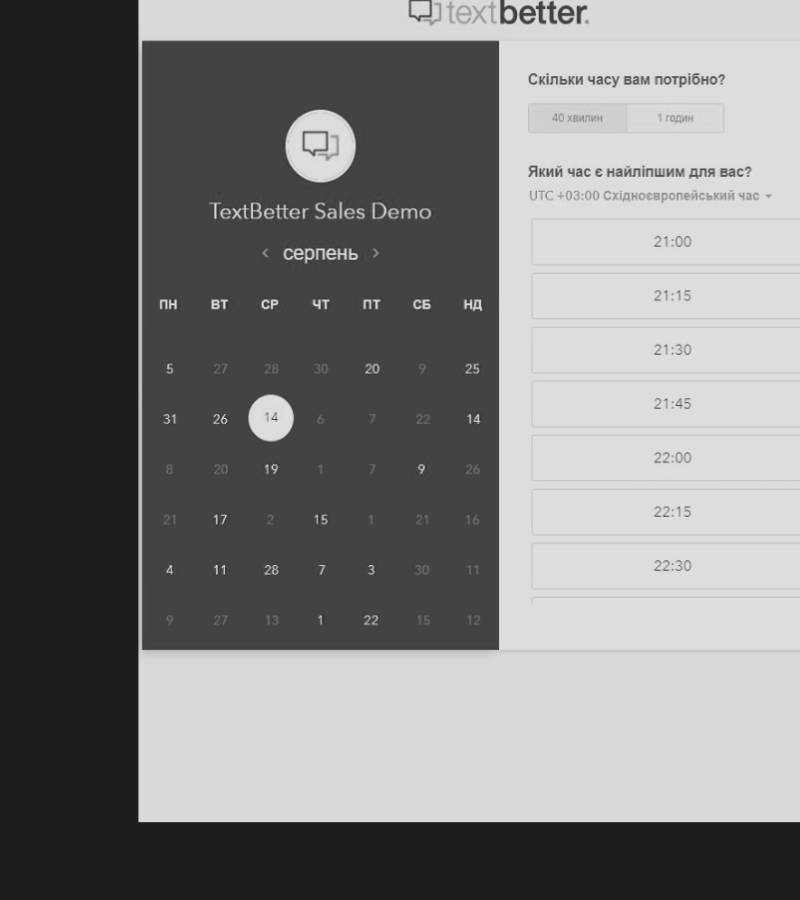 textbetter.
TextBetter Sales Demo
серпень
ПН ВТ СР ЧТ ПТ СБ НД
5 27 28 30 20 9 25
31 26 14 6 7 22 14
8 20 19 1 7 9 26
21 17 2 15 1 21 16
4 11 28 7 3 30 11
9 27 13 1 22 15 12
Скільки часу вам потрібно?
40 хвилин 1 годин
Який час є найліпшим для вас?
UTC +03:00 Східноєвропейський час
21:00
21:15
21:30
21:45
22:00
22:15
22:30